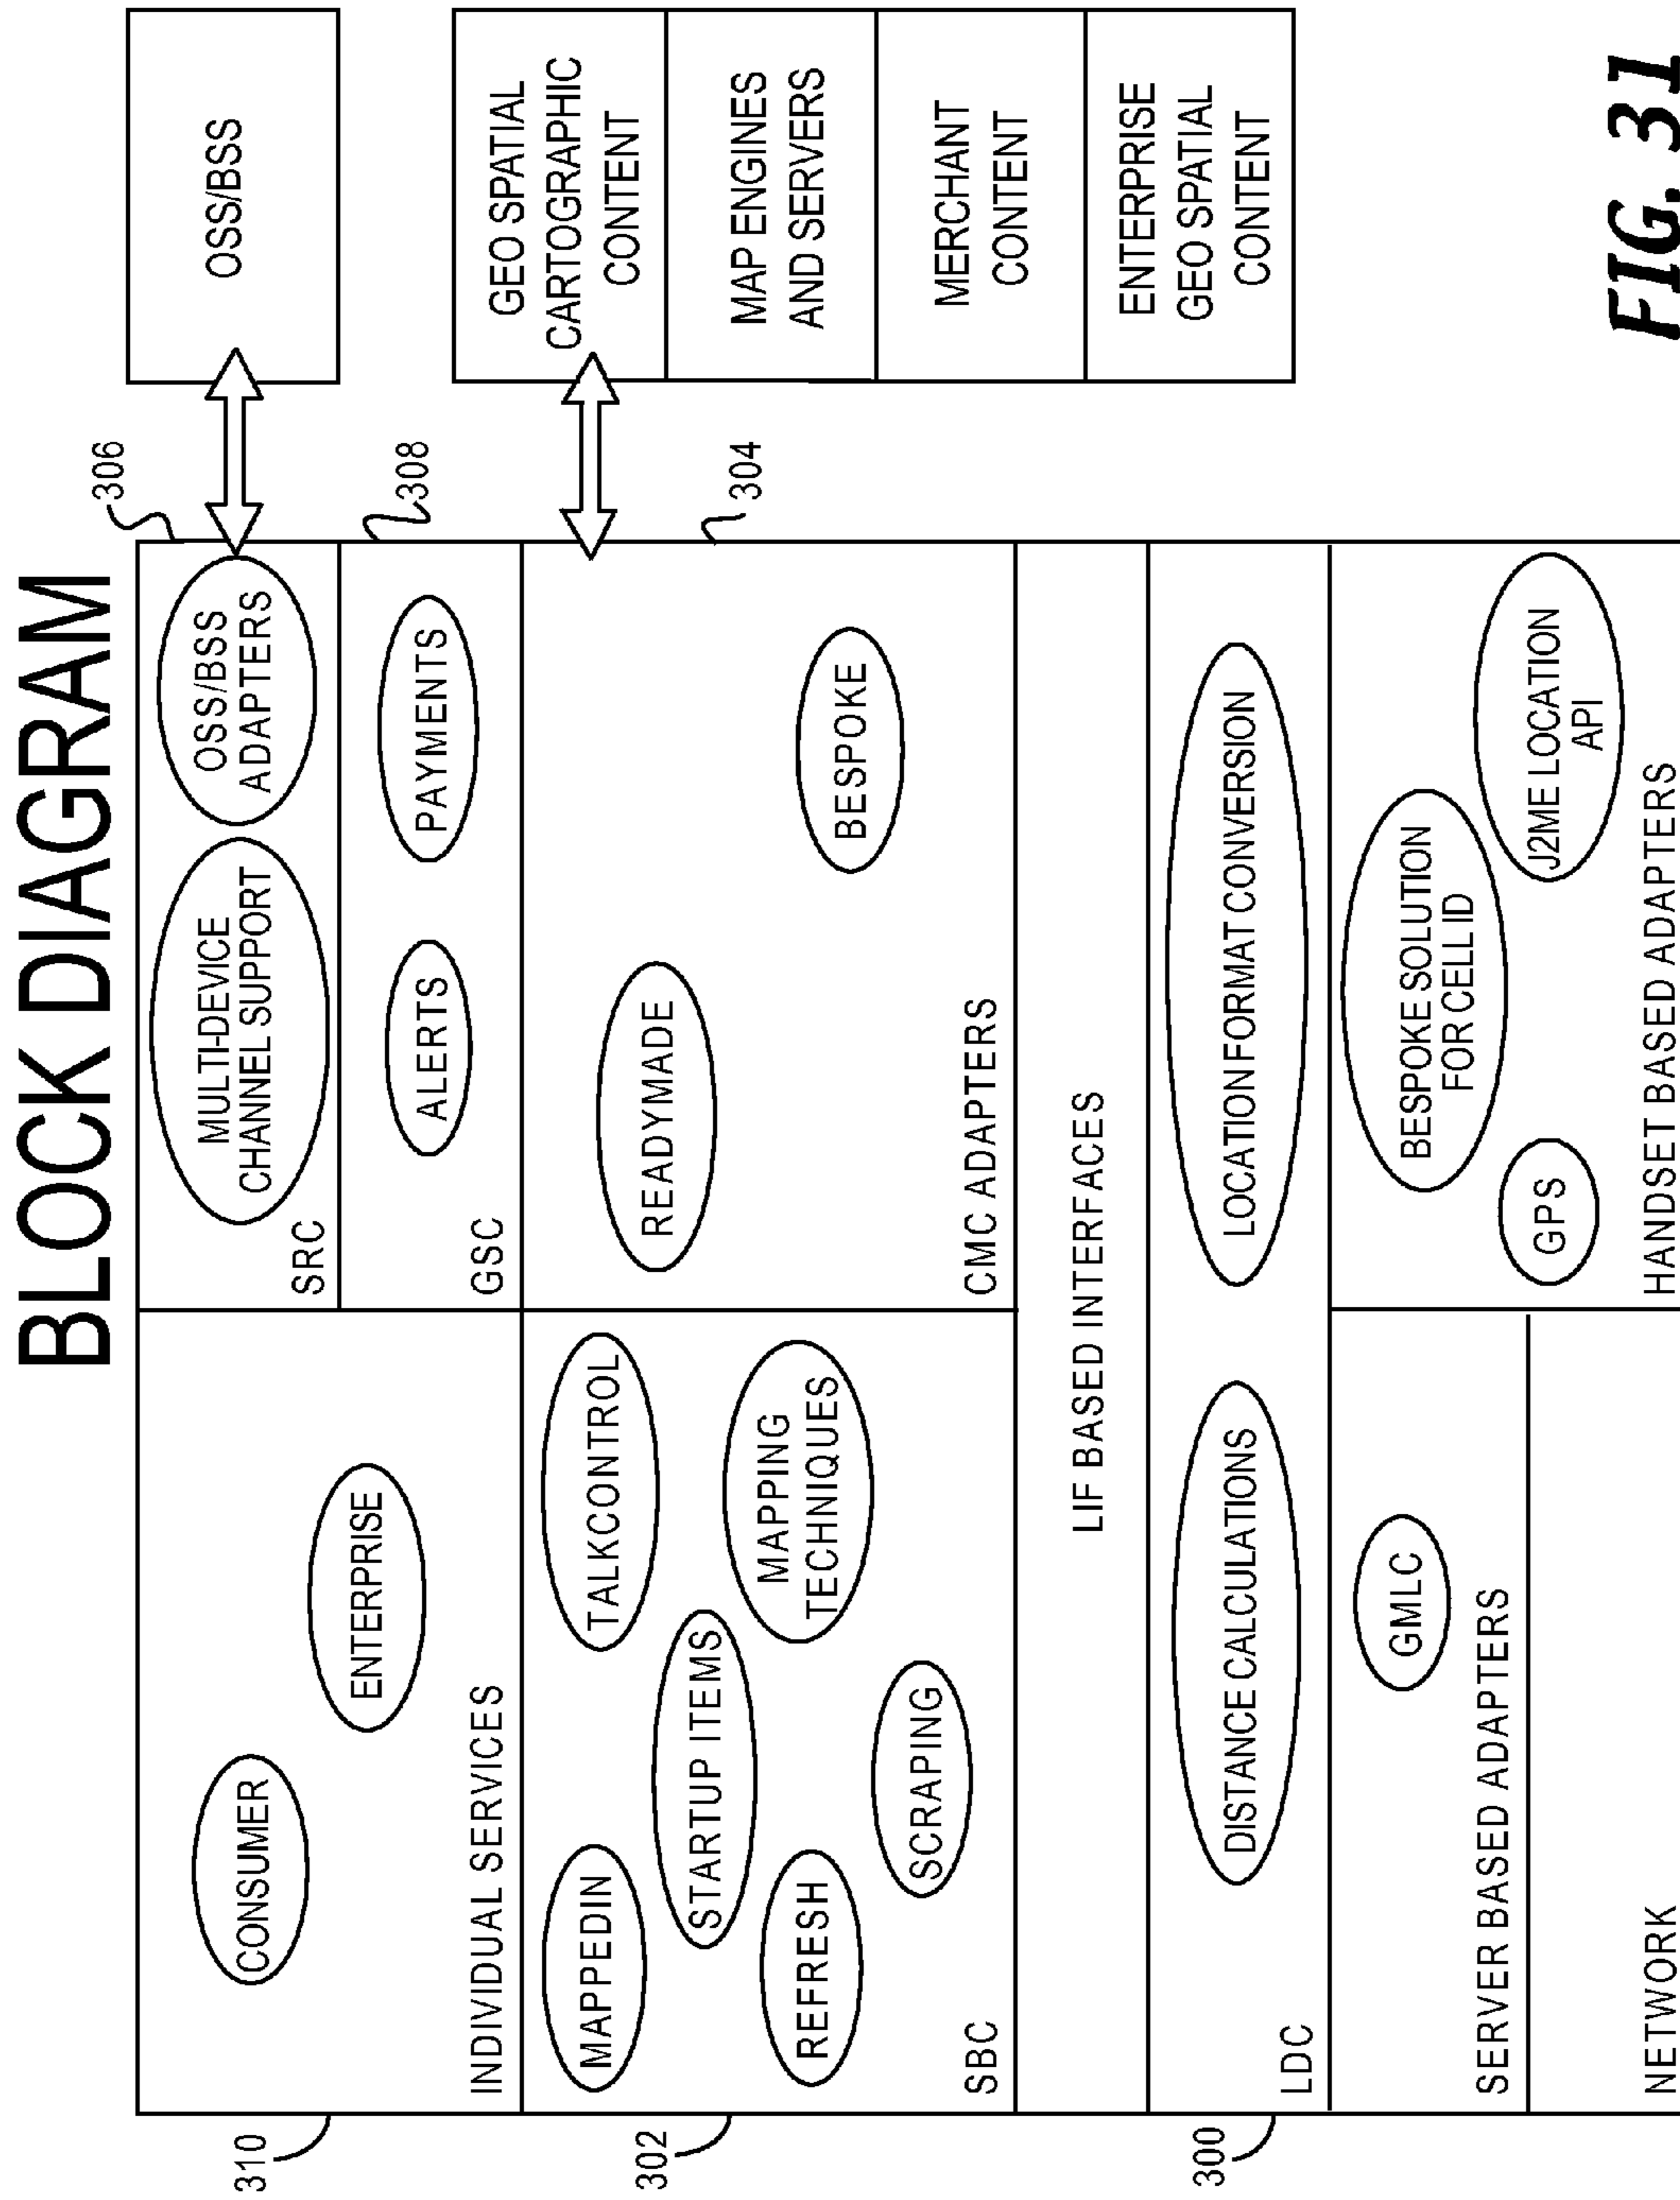 BLOCK DIAGRAM
310
CONSUMER
ENTERPRISE
INDIVIDUAL SERVICES
MULTI-DEVICE
CHANNEL SUPPORT
OSS/BSS
ADAPTERS
SRC
306
OSS/BSS
ALERTS
PAYMENTS
GSC
308
302
MAPPEDIN
TALKCONTROL
STARTUP ITEMS
REFRESH
MAPPING
TECHNIQUES
SCRAPING
SBC
READYMADE
BESPOKE
CMC ADAPTERS
304
GEO SPATIAL
CARTOGRAPHIC
CONTENT
MAP ENGINES
AND SERVERS
MERCHANT
CONTENT
ENTERPRISE
GEO SPATIAL
CONTENT
LIF BASED INTERFACES
300
DISTANCE CALCULATIONS
LOCATION FORMAT CONVERSION
LDC
GMLC
SERVER BASED ADAPTERS
NETWORK
BESPOKE SOLUTION
FOR CELL ID
GPS
J2ME LOCATION
API
HANDSET BASED ADAPTERS
FIG. 31